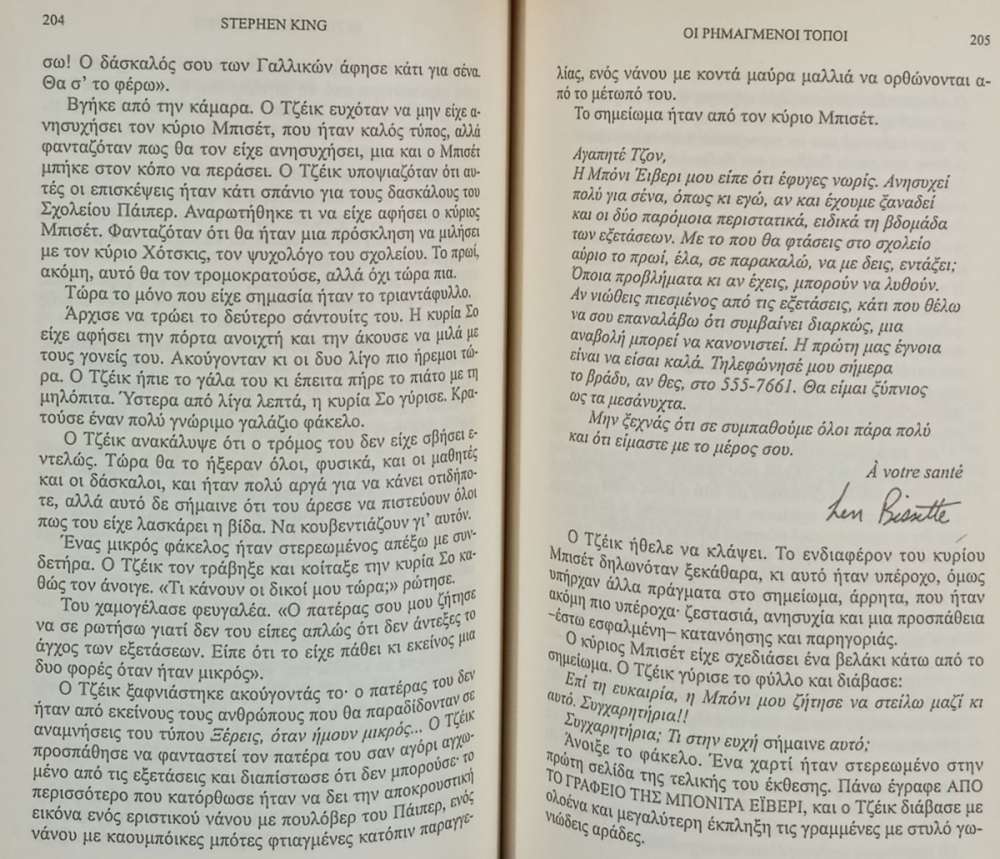 204
STEPHEN KING
σω! Ο δάσκαλός σου των Γαλλικών άφησε κάτι για σένα.
Θα σ' το φέρω».
Βγήκε από την κάμαρα. Ο Τζέικ ευχόταν να μην είχε α-
νησυχήσει τον κύριο Μπισέτ, που ήταν καλός τύπος, αλλά
φανταζόταν πως θα τον είχε ανησυχήσει, μια και ο Μπισέτ
μπήκε στον κόπο να περάσει. Ο Τζέικ υποψιαζόταν ότι αυ-
τές οι επισκέψεις ήταν κάτι σπάνιο για τους δασκάλους του
Σχολείου Πάιπερ. Αναρωτήθηκε τι να είχε αφήσει ο κύριος
Μπισέτ. Φανταζόταν ότι θα ήταν μια πρόσκληση να μιλήσει
με τον κύριο Χότσκις, τον ψυχολόγο του σχολείου. Το πρωί,
ακόμη, αυτό θα τον τρομοκρατούσε, αλλά όχι τώρα πια.
Τώρα το μόνο που είχε σημασία ήταν το τριαντάφυλλο.
Άρχισε να τρώει το δεύτερο σάντουίτς του. Η κυρία Σο
είχε αφήσει την πόρτα ανοιχτή και την άκουσε να μιλά με
τους γονείς του. Ακούγονταν κι οι δυο λίγο πιο ήρεμοι τώ-
ρα. Ο Τζέικ ήπιε το γάλα του κι έπειτα πήρε το πιάτο με τη
μηλόπιτα. Ύστερα από λίγα λεπτά, η κυρία Σο γύρισε. Κρα-
τούσε έναν πολύ γνώριμο γαλάζιο φάκελο.
Ο Τζέικ ανακάλυψε ότι ο τρόμος του δεν είχε σβήσει ε-
ντελώς. Τώρα θα το ήξεραν όλοι, φυσικά, και οι μαθητές
και οι δάσκαλοι, και ήταν πολύ αργά για να κάνει οτιδήπο-
τε, αλλά αυτό δε σήμαινε ότι του άρεσε να πιστεύουν όλοι
πως του είχε λασκάρει η βίδα. Να κουβεντιάζουν γι' αυτόν.
Ένας μικρός φάκελος ήταν στερεωμένος απέξω με συν-
δετήρα. Ο Τζέικ τον τράβηξε και κοίταξε την κυρία Σο κα-
θώς τον άνοιγε. «Τι κάνουν οι δικοί μου τώρα;» ρώτησε.
Του χαμογέλασε φευγαλέα. «Ο πατέρας σου μου ζήτησε
να σε ρωτήσω γιατί δεν του είπες απλώς ότι δεν άντεξες το
άγχος των εξετάσεων. Είπε ότι το είχε πάθει κι εκείνος μια
δυο φορές όταν ήταν μικρός».
Ο Τζέικ ξαφνιάστηκε ακούγοντάς το· ο πατέρας του δεν
ήταν από εκείνους τους ανθρώπους που θα παραδίδονταν σε
αναμνήσεις του τύπου Ξέρεις, όταν ήμουν μικρός... Ο Τζέικ
προσπάθησε να φανταστεί τον πατέρα του σαν αγόρι αγχω-
μένο από τις εξετάσεις και διαπίστωσε ότι δεν μπορούσε· το
περισσότερο που κατόρθωσε ήταν να δει την αποκρουστική
εικόνα ενός εριστικού νάνου με πουλόβερ του Πάιπερ, ενός
νάνου με καουμπόικες μπότες φτιαγμένες κατόπιν παραγγε-
ΟΙ ΡΗΜΑΓΜΕΝΟΙ ΤΟΠΟΙ
205
λίας, ενός νάνου με κοντά μαύρα μαλλιά να ορθώνονται α-
πό το μέτωπό του.
Το σημείωμα ήταν από τον κύριο Μπισέτ.
Αγαπητέ Τζον,
Η Μπόνι Έιβερι μου είπε ότι έφυγες νωρίς. Ανησυχεί
πολύ για σένα, όπως κι εγώ, αν και έχουμε ξαναδεί
και οι δύο παρόμοια περιστατικά, ειδικά τη βδομάδα
των εξετάσεων. Με το που θα φτάσεις στο σχολείο
αύριο το πρωί, έλα, σε παρακαλώ, να με δεις, εντάξει;
Όποια προβλήματα κι αν έχεις, μπορούν να λυθούν.
Αν νιώθεις πιεσμένος από τις εξετάσεις, κάτι που θέλω
να σου επαναλάβω ότι συμβαίνει διαρκώς, μια
αναβολή μπορεί να κανονιστεί. Η πρώτη μας έγνοια
είναι να είσαι καλά. Τηλεφώνησέ μου σήμερα
το βράδυ, αν θες, στο 555-7661. Θα είμαι ξύπνιος
ως τα μεσάνυχτα.
Μην ξεχνάς ότι σε συμπαθούμε όλοι πάρα πολύ
και ότι είμαστε με το μέρος σου.
À votre santé
Len Bissette
Ο Τζέικ ήθελε να κλάψει. Το ενδιαφέρον του κυρίου
Μπισέτ δηλωνόταν ξεκάθαρα, κι αυτό ήταν υπέροχο, όμως
υπήρχαν άλλα πράγματα στο σημείωμα, άρρητα, που ήταν
ακόμη πιο υπέροχα· ζεστασιά, ανησυχία και μια προσπάθεια
–έστω εσφαλμένη– κατανόησης και παρηγοριάς.
Ο κύριος Μπισέτ είχε σχεδιάσει ένα βελάκι κάτω από το
σημείωμα. Ο Τζέικ γύρισε το φύλλο και διάβασε:
Επί τη ευκαιρία, η Μπόνι μου ζήτησε να στείλω μαζί κι
αυτό. Συγχαρητήρια!!
Συγχαρητήρια; Τι στην ευχή σήμαινε αυτό;
Άνοιξε το φάκελο. Ένα χαρτί ήταν στερεωμένο στην
πρώτη σελίδα της τελικής του έκθεσης. Πάνω έγραφε ΑΠΟ
ΤΟ ΓΡΑΦΕΙΟ ΤΗΣ ΜΠΟΝΙΤΑ ΕΪΒΕΡΙ, και ο Τζέικ διάβασε με
ολοένα και μεγαλύτερη έκπληξη τις γραμμένες με στυλό γω-
νιώδεις αράδες.